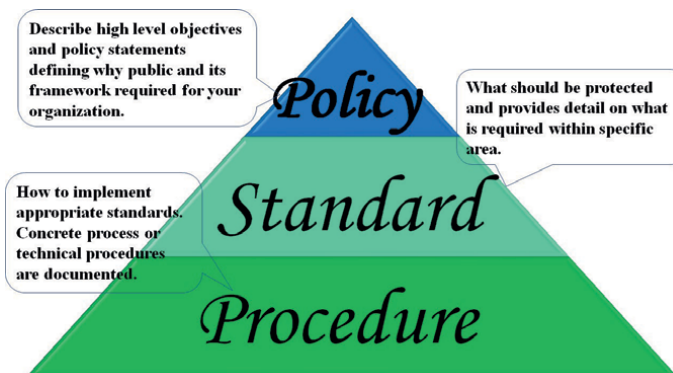 Describe high level objectives
and policy statements
defining why public and its
framework required for your
organization.
Policy
What should be protected
and provides detail on what
is required within specific
area.
How to implement
appropriate standards.
Concrete process or
technical procedures
are documented.
Standard
Procedure